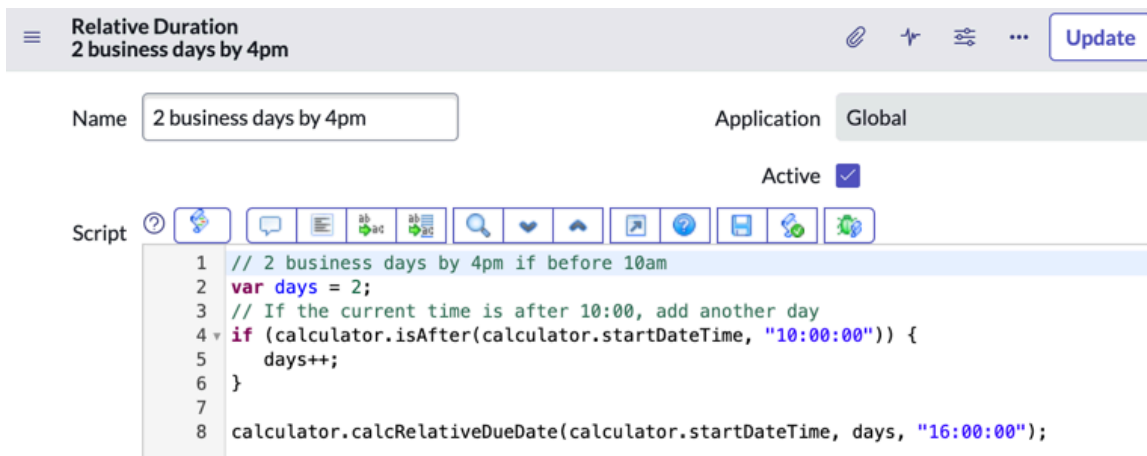 Relative Duration
2 business days by 4pm
Update
Name 2 business days by 4pm
Application Global
Active
Script
1 // 2 business days by 4pm if before 10am
2 var days = 2;
3 // If the current time is after 10:00, add another day
4 if (calculator.isAfter(calculator.startDateTime, "10:00:00")) {
5 days++;
6 }
7
8 calculator.calcRelativeDueDate(calculator.startDateTime, days, "16:00:00");